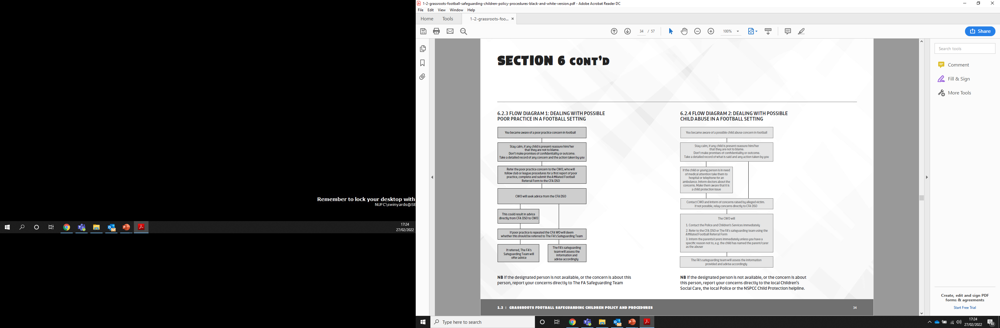 Remember to lock your desktop with
NUFC\swinyards@SE
17:24
27/02/2022
1-2-grassroots-football-safeguarding-children-policy-procedures-black-and-white-version.pdf - Adobe Acrobat Reader DC
File Edit View Window Help
Home Tools 1-2-grassroots-foo... ×
34 / 57 100% Share
Search tools
Comment
Fill & Sign
More Tools
SECTION 6 CONT'D
6.2.3 FLOW DIAGRAM 1: DEALING WITH POSSIBLE
POOR PRACTICE IN A FOOTBALL SETTING
You became aware of a poor practice concern in football
Stay calm, if any child is present reassure him/her
that they are not to blame.
Don't make promises of confidentiality or outcome.
Take a detailed record of any concern and the action taken by you
Refer the poor practice concern to the CWO, who will
follow club or league procedures for a first report of poor
practice, complete and submit the Affiliated Football
Referral Form to the CFA DSO
CWO will seek advice from the CFA DSO
This could result in advice
directly from CFA DSO to CWO
If poor practice is repeated the CFA WO will deem
whether this should be referred to The FA's Safeguarding Team
If referred, The FA's
Safeguarding Team will
offer advice
The FA's safeguarding
team will assess the
information and
advise accordingly
NB If the designated person is not available, or the concern is about this
person, report your concerns directly to The FA Safeguarding Team
6.2.4 FLOW DIAGRAM 2: DEALING WITH POSSIBLE
CHILD ABUSE IN A FOOTBALL SETTING
You became aware of a possible child abuse concern in football
Stay calm, if any child is present reassure him/her
that they are not to blame.
Don't make promises of confidentiality or outcome.
Take a detailed record of what is said and any action taken by you
If the child or young person is in need
of medical attention take them to
hospital or telephone for an
ambulance. Inform doctors about the
concerns. Make them aware that it is
a child protection issue
Contact CWO and inform of concerns raised by alleged victim.
If not possible, relay concerns directly to CFA DSO
The CWO will
1. Contact the Police and Children's Services immediately
2. Refer to the CFA DSO or The FA's safeguarding team using the
Affiliated Football Referral Form
3. Inform the parents/carers immediately unless you have a
specific reason not to, e.g. the child has named the parent/carer
as the abuser
The FA's safeguarding team will assess the information
provided and advise accordingly
NB If the designated person is not available, or the concern is about
this person, report your concerns directly to the local Children's
Social Care, the local Police or the NSPCC Child Protection helpline.
1.2 | GRASSROOTS FOOTBALL SAFEGUARDING CHILDREN POLICY AND PROCEDURES
34
Create, edit and sign PDF
forms & agreements
Start Free Trial
Type here to search
17:24
27/02/2022
10